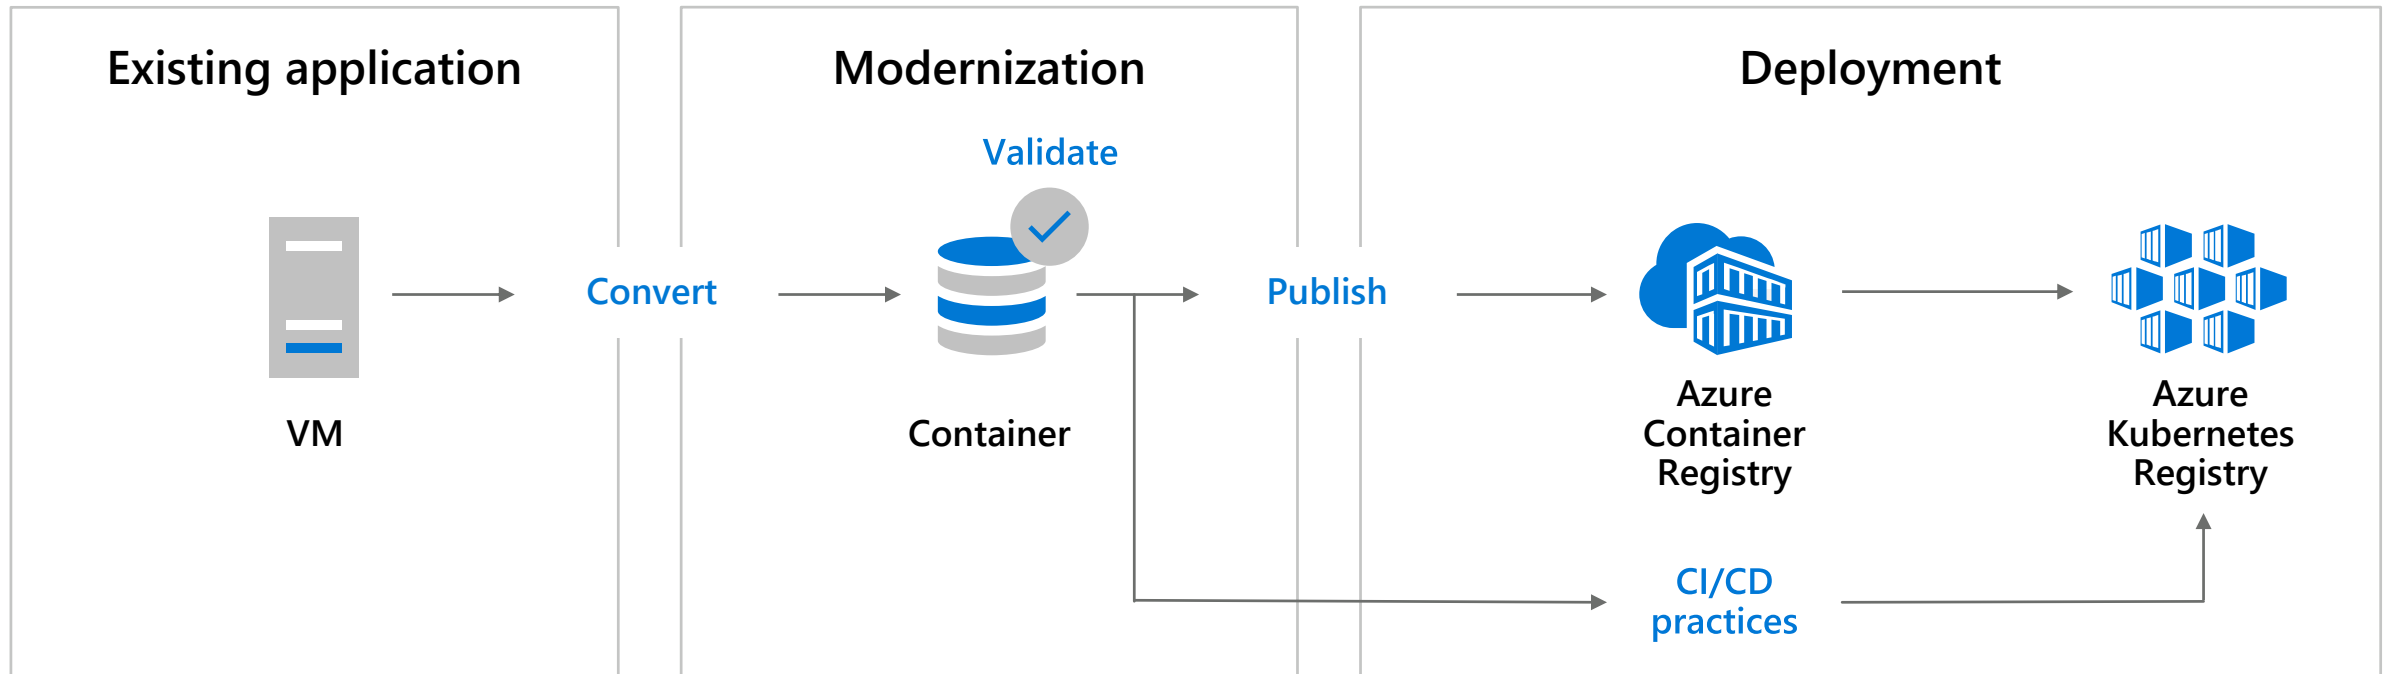 Existing application
Modernization
Deployment
Validate
Convert
Publish
VM
Container
Azure
Container
Registry
Azure
Kubernetes
Registry
CI/CD
practices